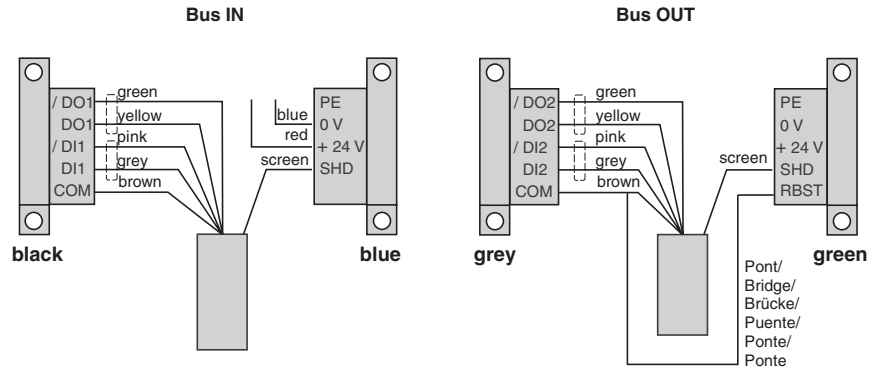 Bus IN
Bus OUT
/ DO1
DO1
/ DI1
DI1
COM
green
yellow
pink
grey
brown
blue
red
screen
PE
0 V
+ 24 V
SHD
black
blue
/ DO2
DO2
/ DI2
DI2
COM
green
yellow
pink
grey
brown
screen
PE
0 V
+ 24 V
SHD
RBST
grey
green
Pont/
Bridge/
Brücke/
Puente/
Ponte/
Ponte